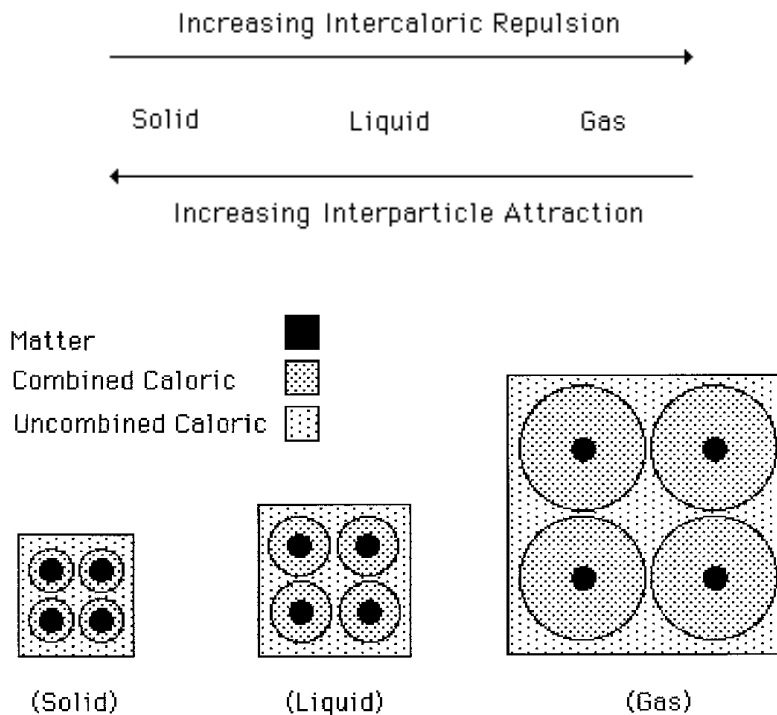 Increasing Intercaloric Repulsion
Solid Liquid Gas
Increasing Interparticle Attraction
Matter
Combined Caloric
Uncombined Caloric
(Solid) (Liquid) (Gas)